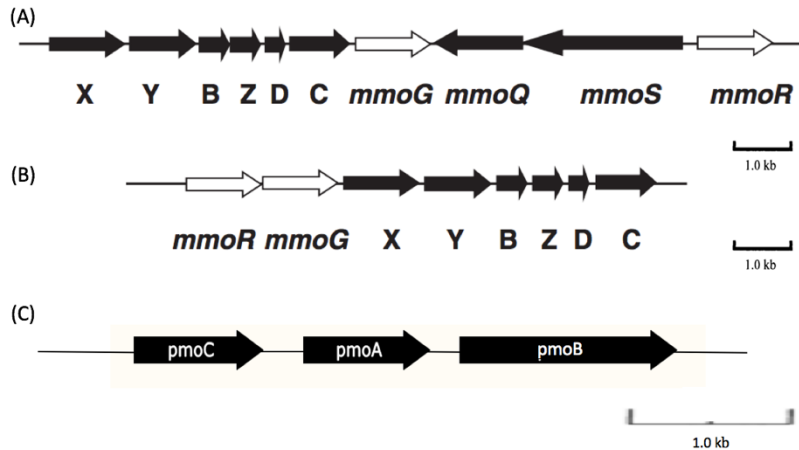 (A)
X Y B Z D C mmoG mmoQ mmoS mmoR
1.0 kb
(B)
mmoR mmoG X Y B Z D C
1.0 kb
(C)
pmoC pmoA pmoB
1.0 kb